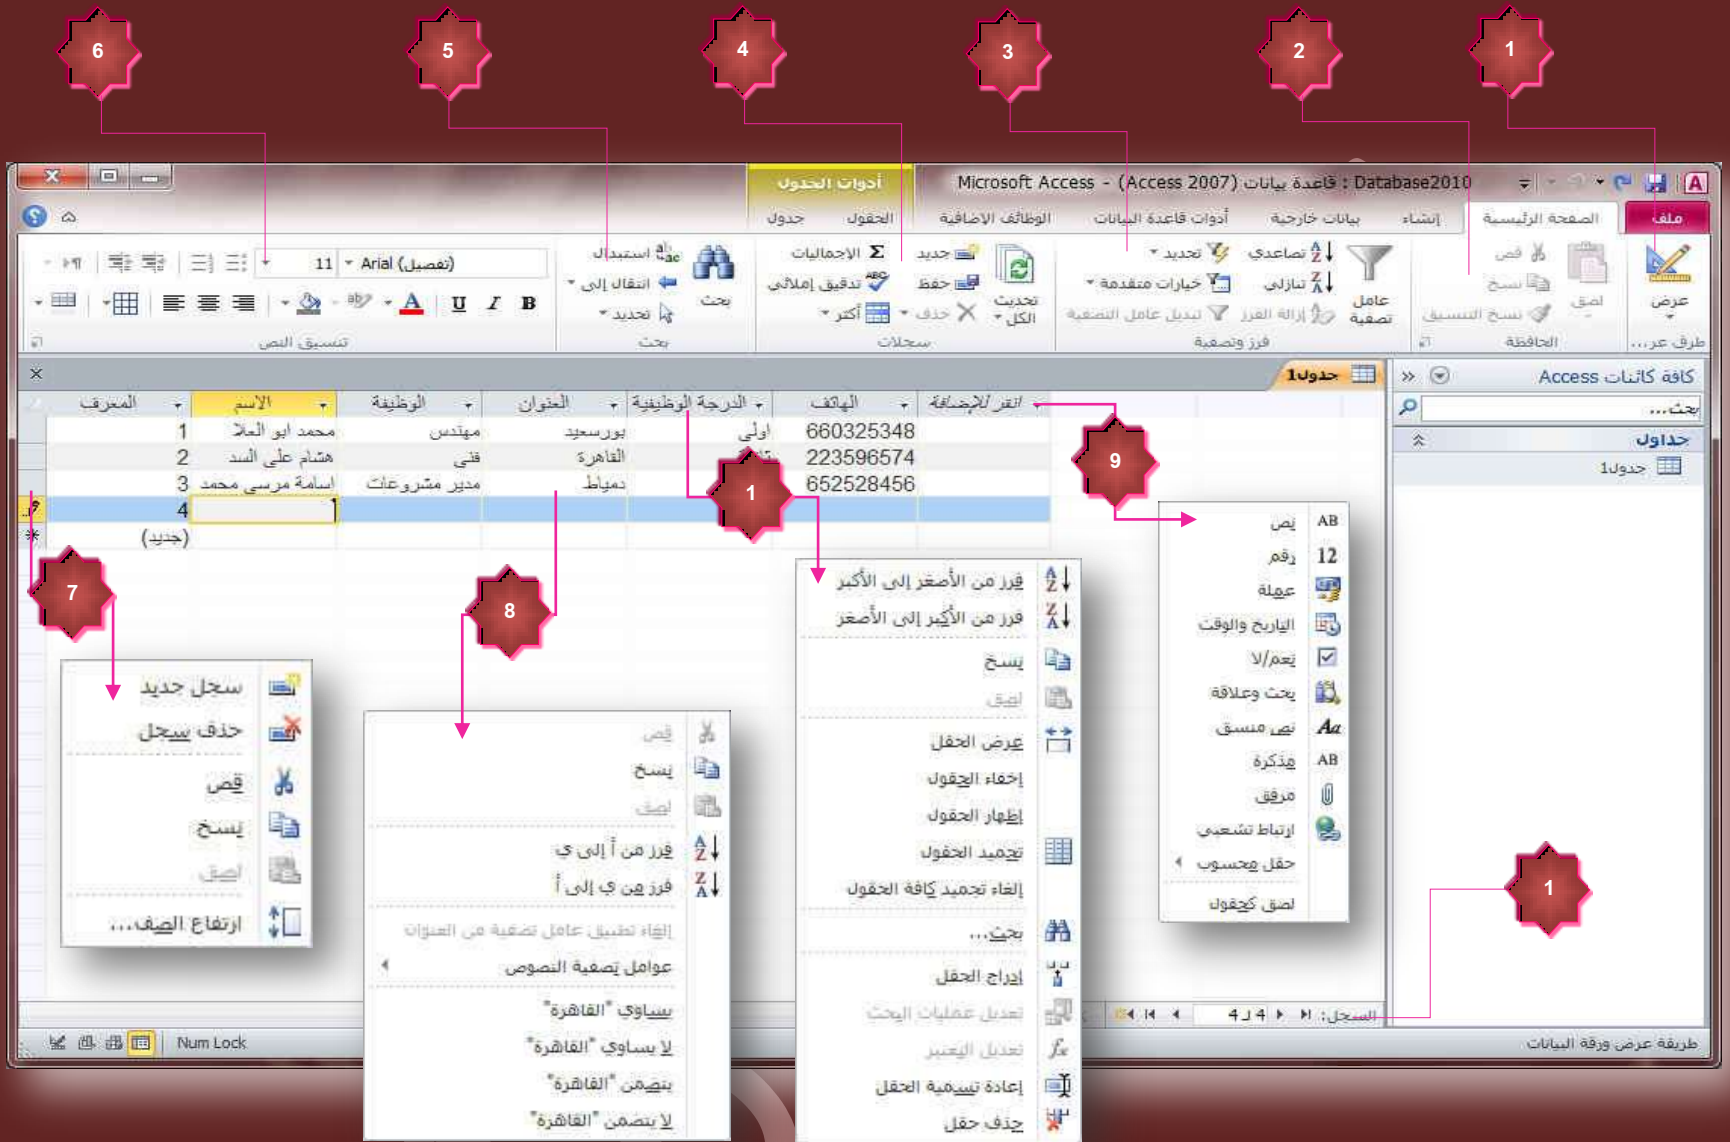 6 5 4 3 2 1
Database2010 : قاعدة بيانات (Access 2007) - Microsoft Access
أدوات الجدول
ملف الصفحة الرئيسية إنشاء بيانات خارجية أدوات قاعدة البيانات الوظائف الإضافية الحقول جدول
عرض
طرق عر...
لصق
قص
نسخ
نسخ التنسيق
الحافظة
عامل تصفية
تصاعدي
تنازلي
إزالة الفرز
تحديد
خيارات متقدمة
تبديل عامل التصفية
فرز وتصفية
تحديث الكل
جديد
حفظ
حذف
Σ الإجماليات
تدقيق إملائي
أكثر
سجلات
بحث
استبدال
انتقال إلى
تحديد
بحث
(تفصيل) Arial 11
B I U A
تنسيق النص
كافة كائنات Access
بحث...
جداول
جدول1
جدول1
المعرف الاسم الوظيفة العنوان الدرجة الوظيفية الهاتف انقر للإضافة
1 محمد ابو العلا مهندس بورسعيد اولى 660325348
2 هشام على السد فنى القاهرة 223596574
3 اسامة مرسى محمد مدير مشروعات دمياط 652528456
4 أ
(جديد)
9
1
7
8
1
نص
رقم
عملة
التاريخ والوقت
نعم/لا
بحث وعلاقة
نص منسق
مذكرة
مرفق
ارتباط تشعبي
حقل محسوب
لصق كحقول
فرز من الأصغر إلى الأكبر
فرز من الأكبر إلى الأصغر
نسخ
لصق
عرض الحقل
إخفاء الحقول
إظهار الحقول
تجميد الحقول
إلغاء تجميد كافة الحقول
بحث...
إدراج الحقل
تعديل عمليات البحث
تعديل التعبير
إعادة تسمية الحقل
حذف حقل
قص
نسخ
لصق
فرز من أ إلى ي
فرز من ي إلى أ
إلغاء تطبيق عامل تصفية من العنوان
عوامل تصفية النصوص
يساوي "القاهرة"
لا يساوي "القاهرة"
يتضمن "القاهرة"
لا يتضمن "القاهرة"
سجل جديد
حذف سجل
قص
نسخ
لصق
ارتفاع الصف...
السجل: 4 لـ 4
طريقة عرض ورقة البيانات
Num Lock